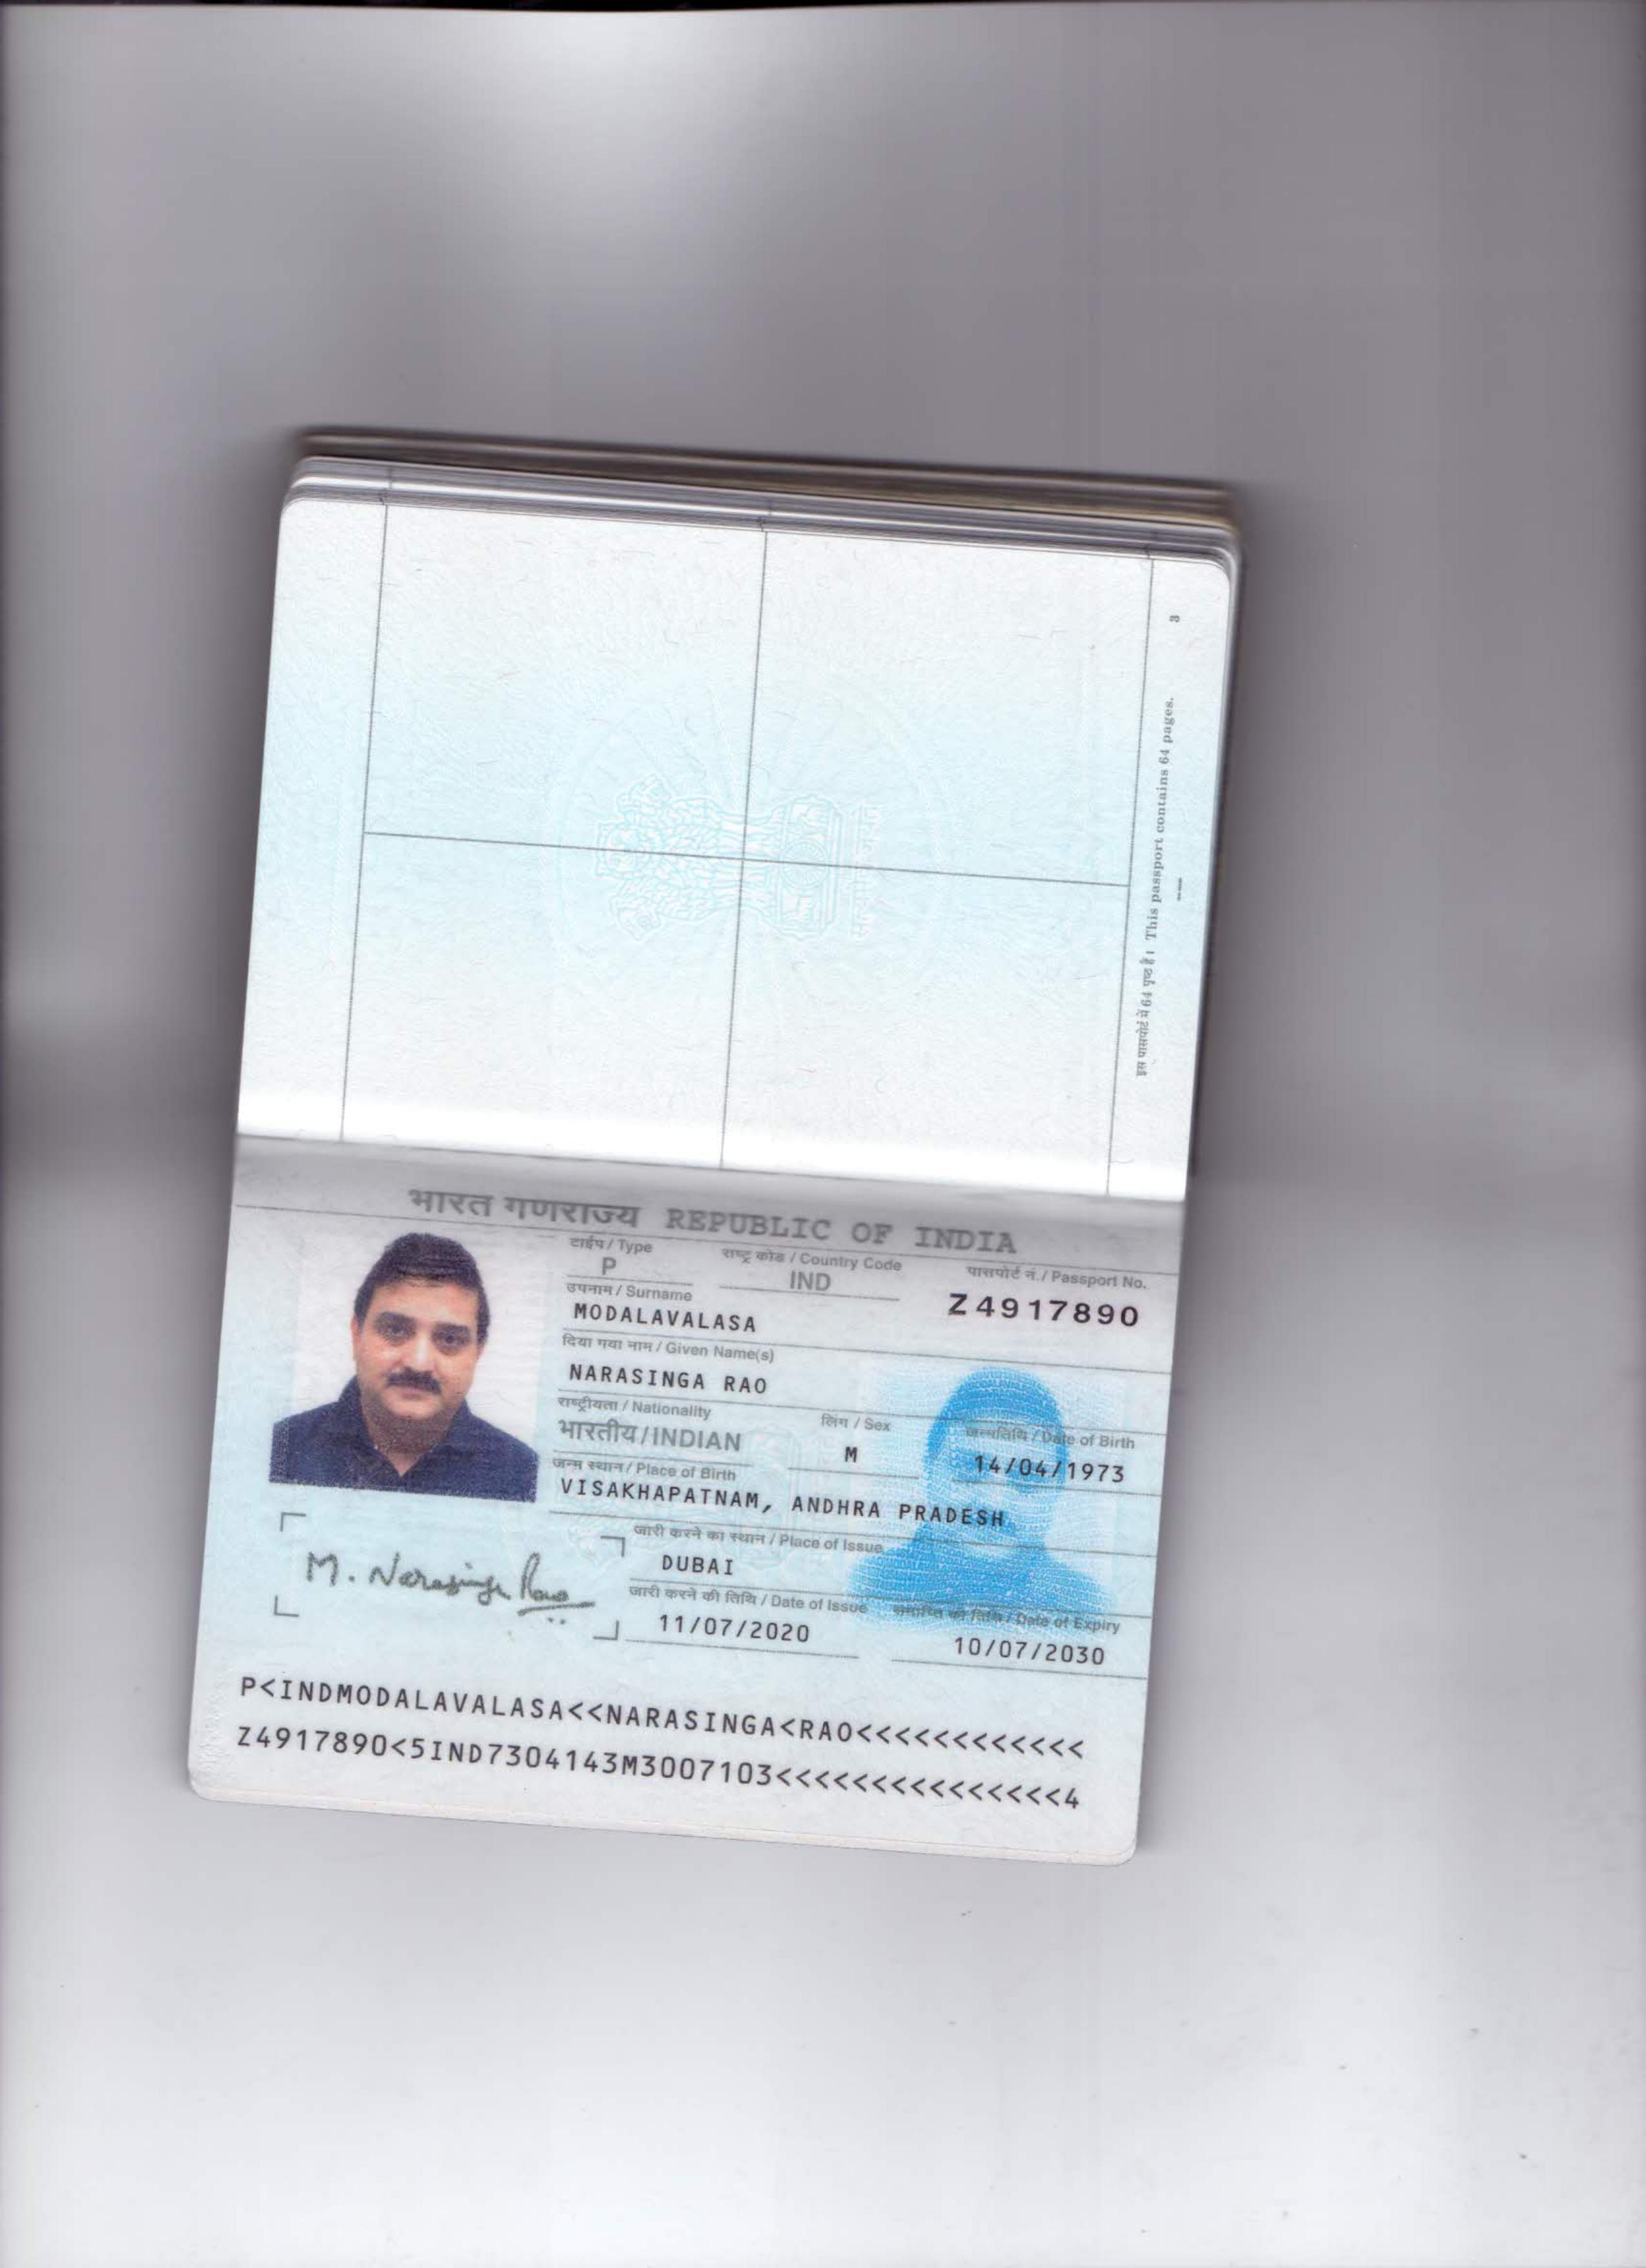 3
इस पासपोर्ट में 64 पृष्ठ है। This passport contains 64 pages.
भारत गणराज्य REPUBLIC OF INDIA
टाईप / Type राष्ट्र कोड / Country Code पासपोर्ट नं. / Passport No.
P IND Z4917890
उपनाम / Surname
MODALAVALASA
दिया गया नाम / Given Name(s)
NARASINGA RAO
राष्ट्रीयता / Nationality लिंग / Sex जन्मतिथि / Date of Birth
भारतीय/INDIAN M 14/04/1973
जन्म स्थान / Place of Birth
VISAKHAPATNAM, ANDHRA PRADESH
जारी करने का स्थान / Place of Issue
DUBAI
M. Narasinga Rao
जारी करने की तिथि / Date of Issue समाप्ति की तिथि / Date of Expiry
11/07/2020 10/07/2030
P<INDMODALAVALASA<<NARASINGA<RAO<<<<<<<<<<<<
Z4917890<5IND7304143M3007103<<<<<<<<<<<<<<<4